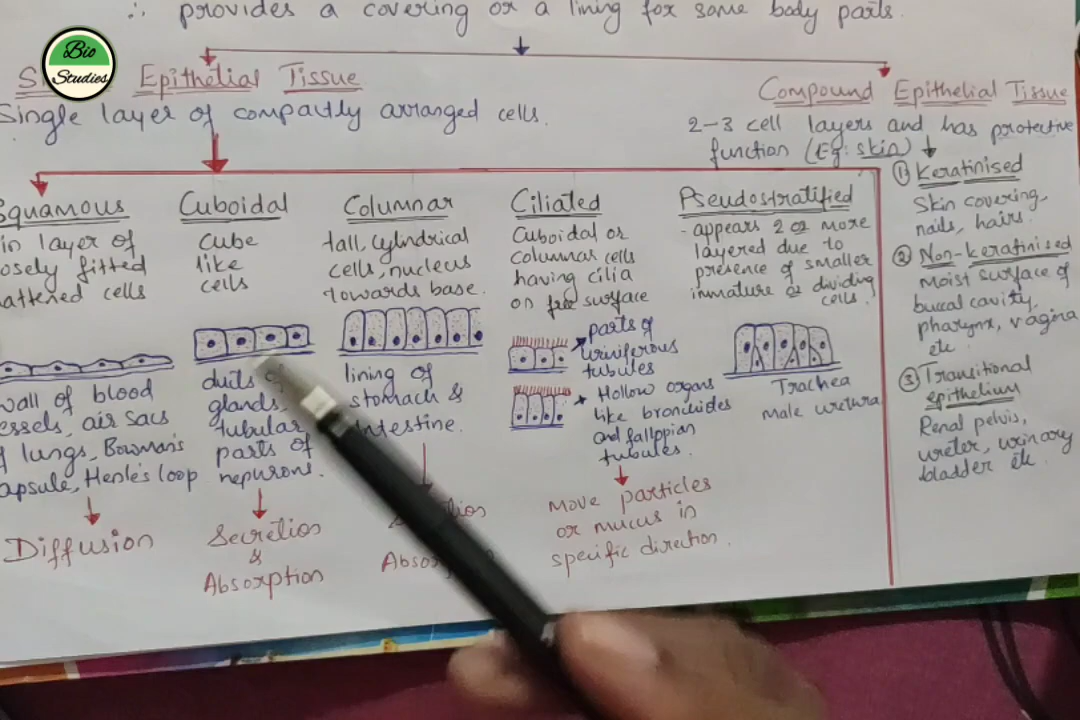 ∴ provides a covering or a lining for some body parts.
Bio
Studies
Epithelial Tissue
Single layer of compactly arranged cells.
Compound Epithelial Tissue
2-3 cell layers and has protective
function (Eg: skin)
Squamous
in layer of
osely fitted
attened cells
wall of blood
essels, air sacs
lungs, Bowman's
apsule, Henle's loop
Diffusion
Cuboidal
Cube
like
cells
ducts of
glands,
tubular
parts of
nephrons.
Secretion
&
Absorption
Columnar
tall, cylindrical
cells, nucleus
towards base.
lining of
stomach &
intestine.
Ciliated
Cuboidal or
columnar cells
having cilia
on free surface
parts of
uriniferous
tubules
* Hollow organs
like bronchioles
and fallopian
tubules.
Move particles
or mucus in
specific direction.
Pseudostratified
- appears 2 or more
layered due to
presence of smaller
immature or dividing
cells.
Trachea
male urethra
① Keratinised
Skin covering,
nails, hairs.
② Non-keratinised
moist surface of
buccal cavity,
pharynx, vagina
etc
③ Transitional
epithelium
Renal pelvis,
ureter, urinary
bladder etc.